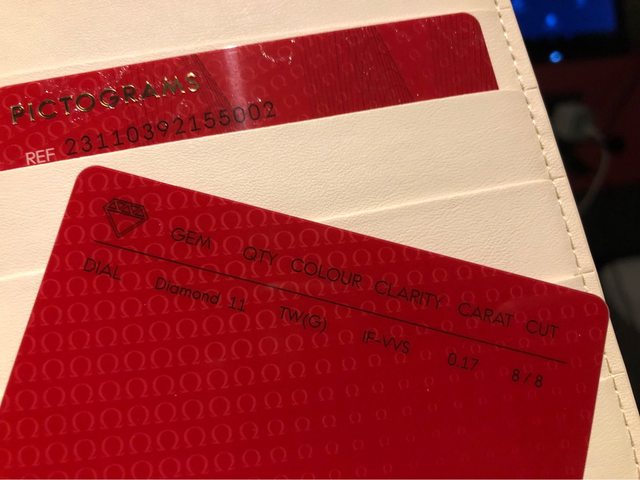 PICTOGRAMS
REF 23110392155002
GEM QTY COLOUR CLARITY CARAT CUT
DIAL Diamond 11 TW(G) IF-VVS 0.17 8/8